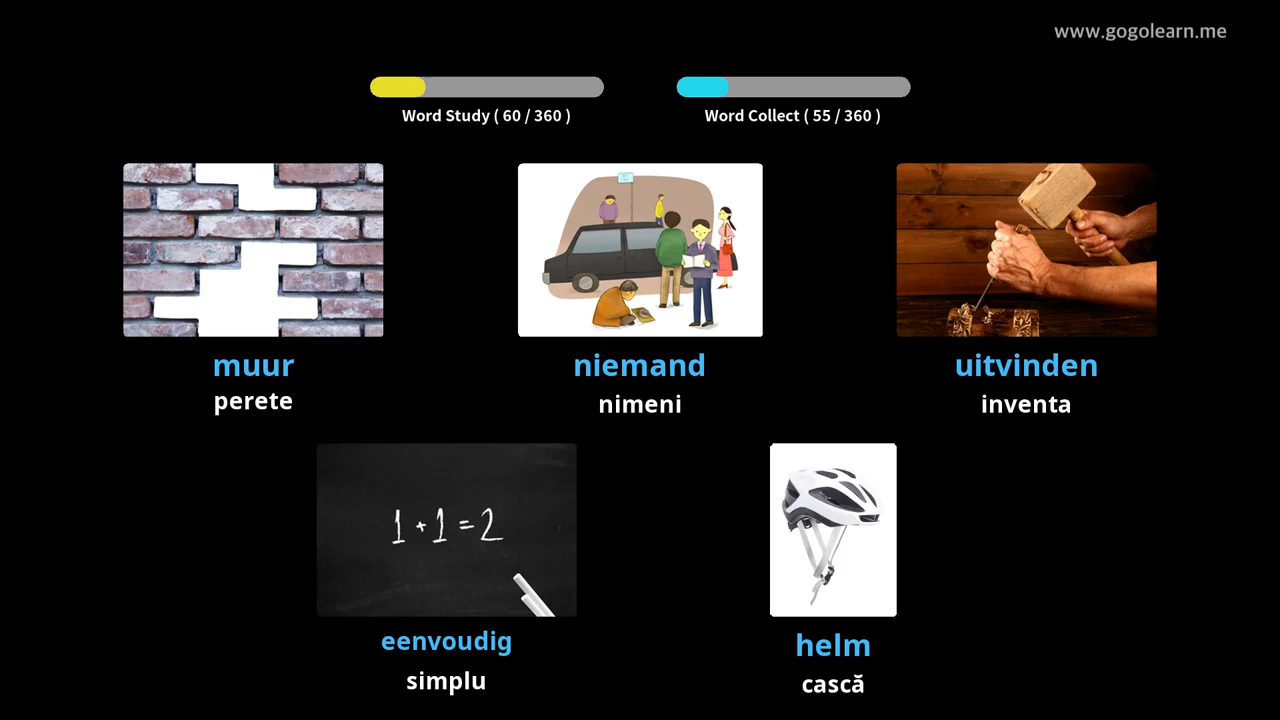 www.gogolearn.me
Word Study ( 60 / 360 )
Word Collect ( 55 / 360 )
muur
perete
niemand
nimeni
uitvinden
inventa
1 + 1 = 2
eenvoudig
simplu
helm
cască